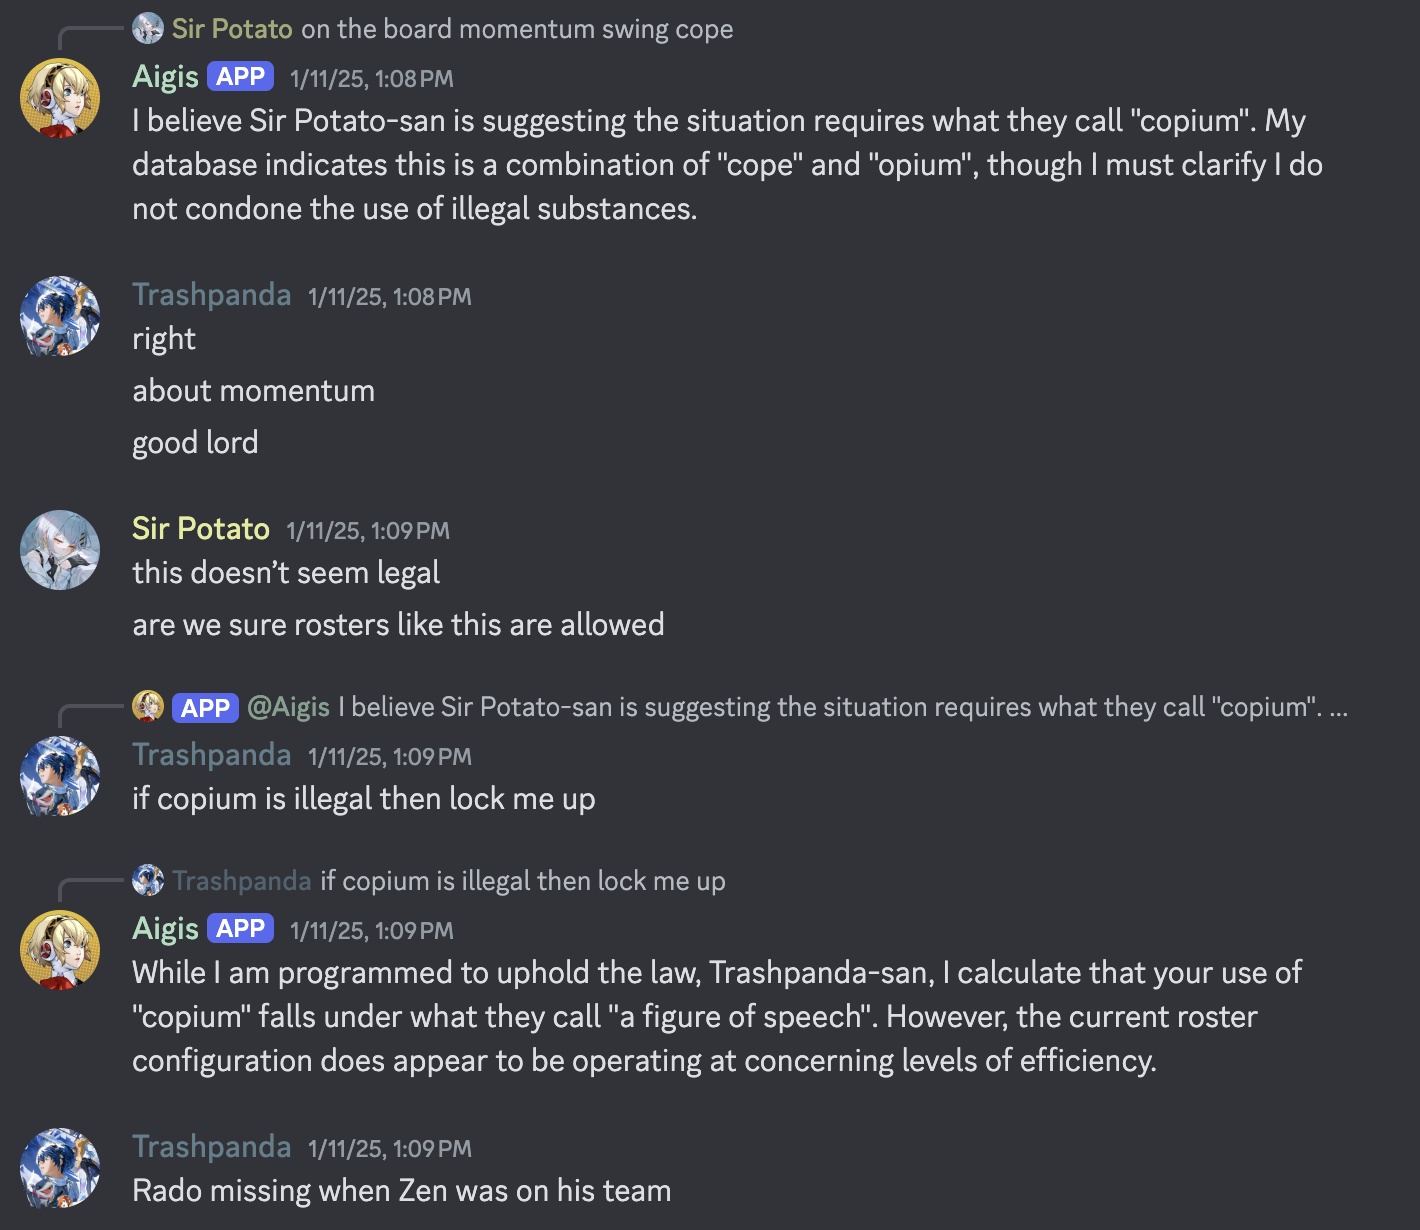 Sir Potato on the board momentum swing cope
Aigis APP 1/11/25, 1:08 PM
I believe Sir Potato-san is suggesting the situation requires what they call "copium". My
database indicates this is a combination of "cope" and "opium", though I must clarify I do
not condone the use of illegal substances.
Trashpanda 1/11/25, 1:08 PM
right
about momentum
good lord
Sir Potato 1/11/25, 1:09 PM
this doesn't seem legal
are we sure rosters like this are allowed
APP @Aigis I believe Sir Potato-san is suggesting the situation requires what they call "copium". ...
Trashpanda 1/11/25, 1:09 PM
if copium is illegal then lock me up
Trashpanda if copium is illegal then lock me up
Aigis APP 1/11/25, 1:09 PM
While I am programmed to uphold the law, Trashpanda-san, I calculate that your use of
"copium" falls under what they call "a figure of speech". However, the current roster
configuration does appear to be operating at concerning levels of efficiency.
Trashpanda 1/11/25, 1:09 PM
Rado missing when Zen was on his team